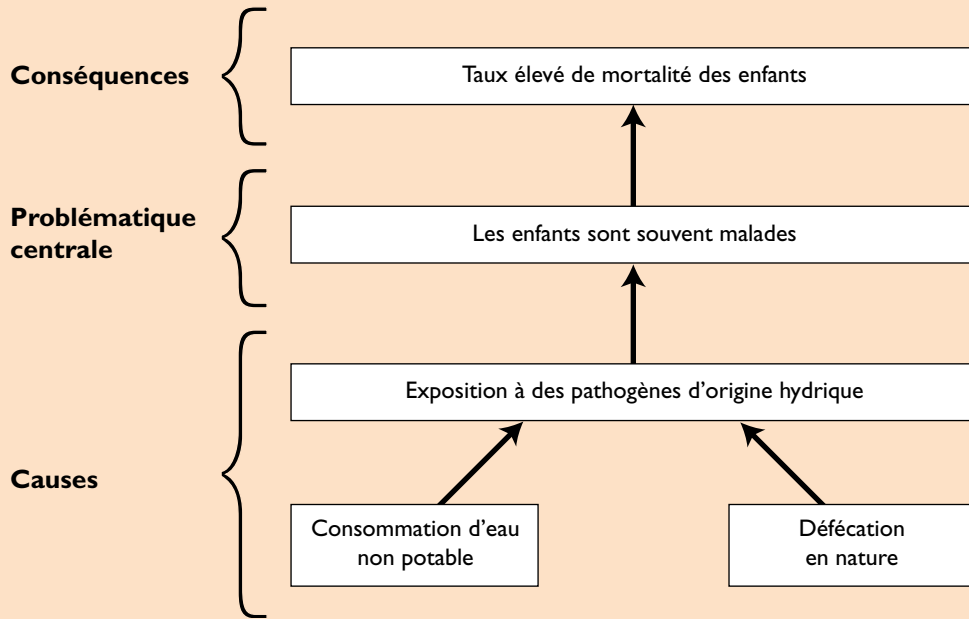 Conséquences
Taux élevé de mortalité des enfants
Problématique
centrale
Les enfants sont souvent malades
Causes
Exposition à des pathogènes d'origine hydrique
Consommation d'eau
non potable
Défécation
en nature